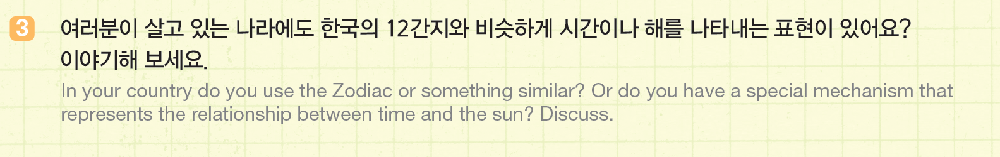 3 여러분이 살고 있는 나라에도 한국의 12간지와 비슷하게 시간이나 해를 나타내는 표현이 있어요?
이야기해 보세요.
In your country do you use the Zodiac or something similar? Or do you have a special mechanism that
represents the relationship between time and the sun? Discuss.